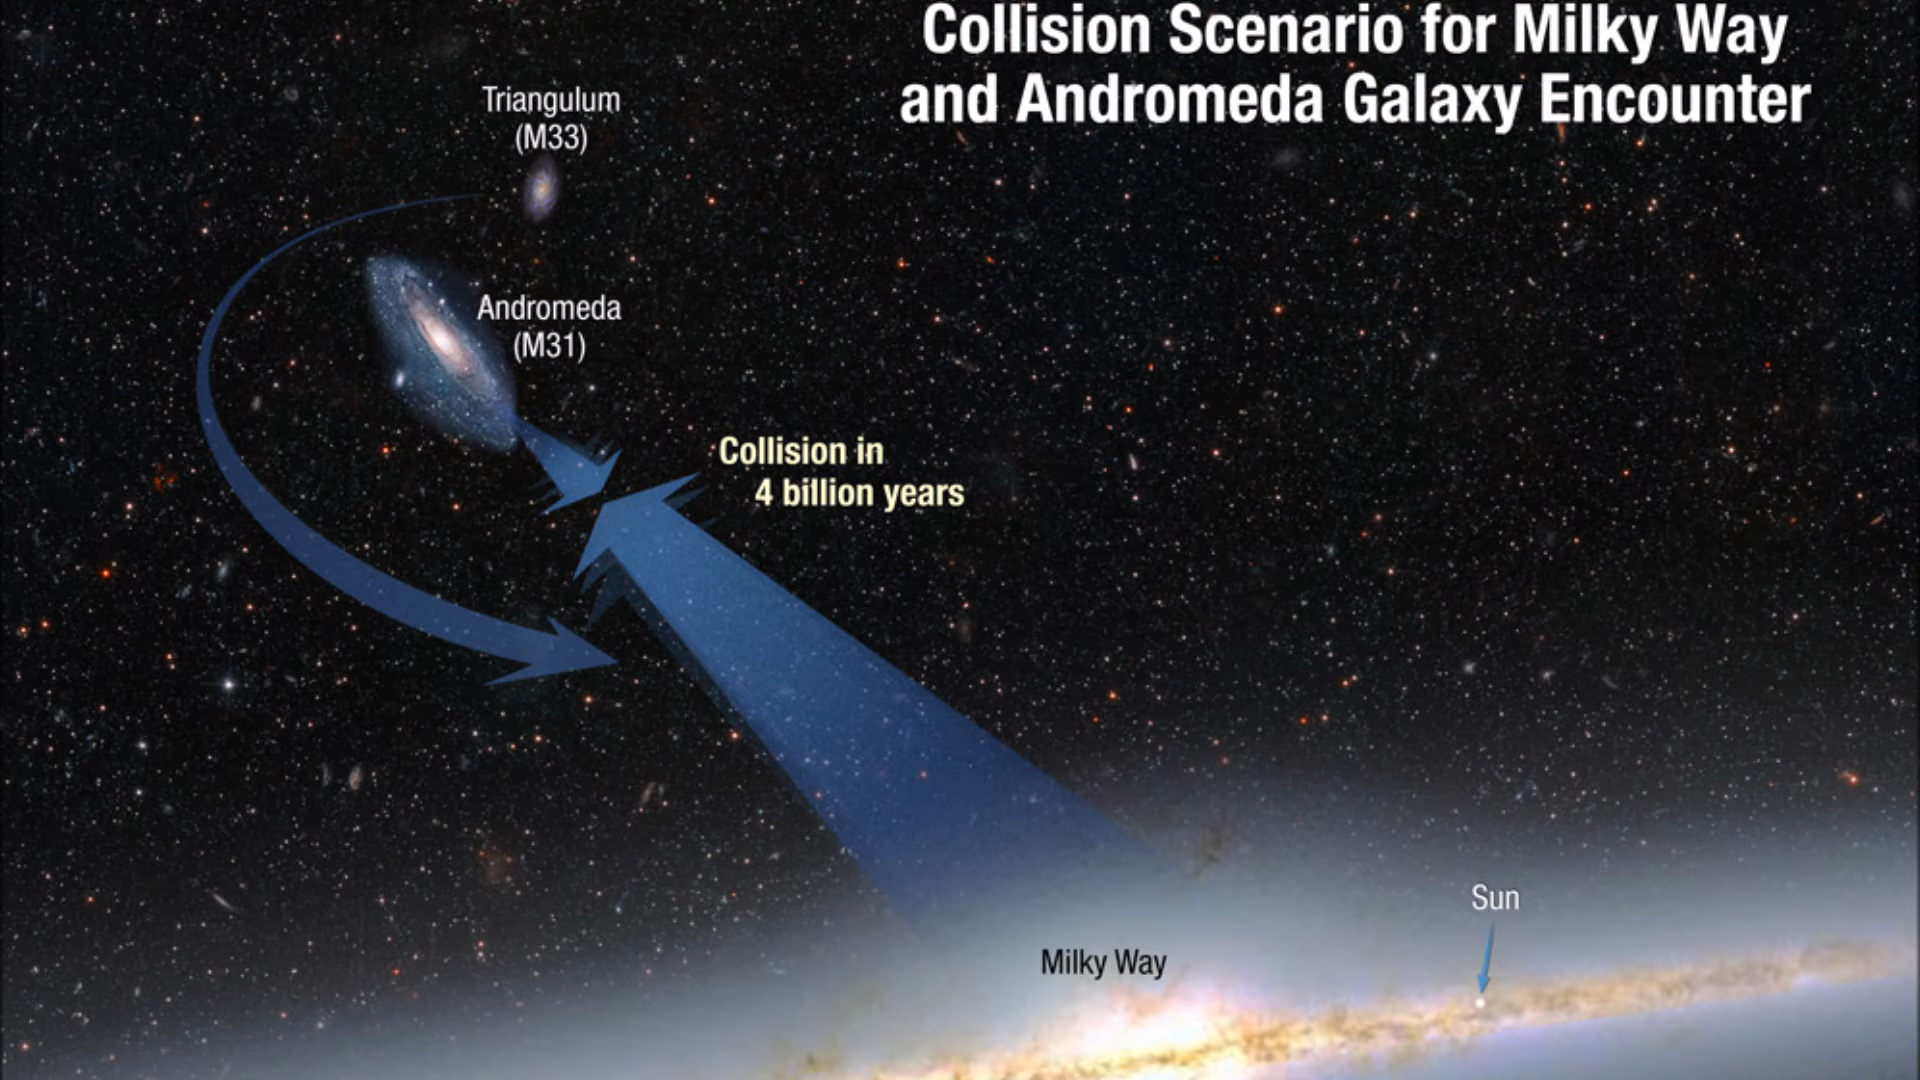 Collision Scenario for Milky Way
and Andromeda Galaxy Encounter
Triangulum
(M33)
Andromeda
(M31)
Collision in
4 billion years
Sun
Milky Way